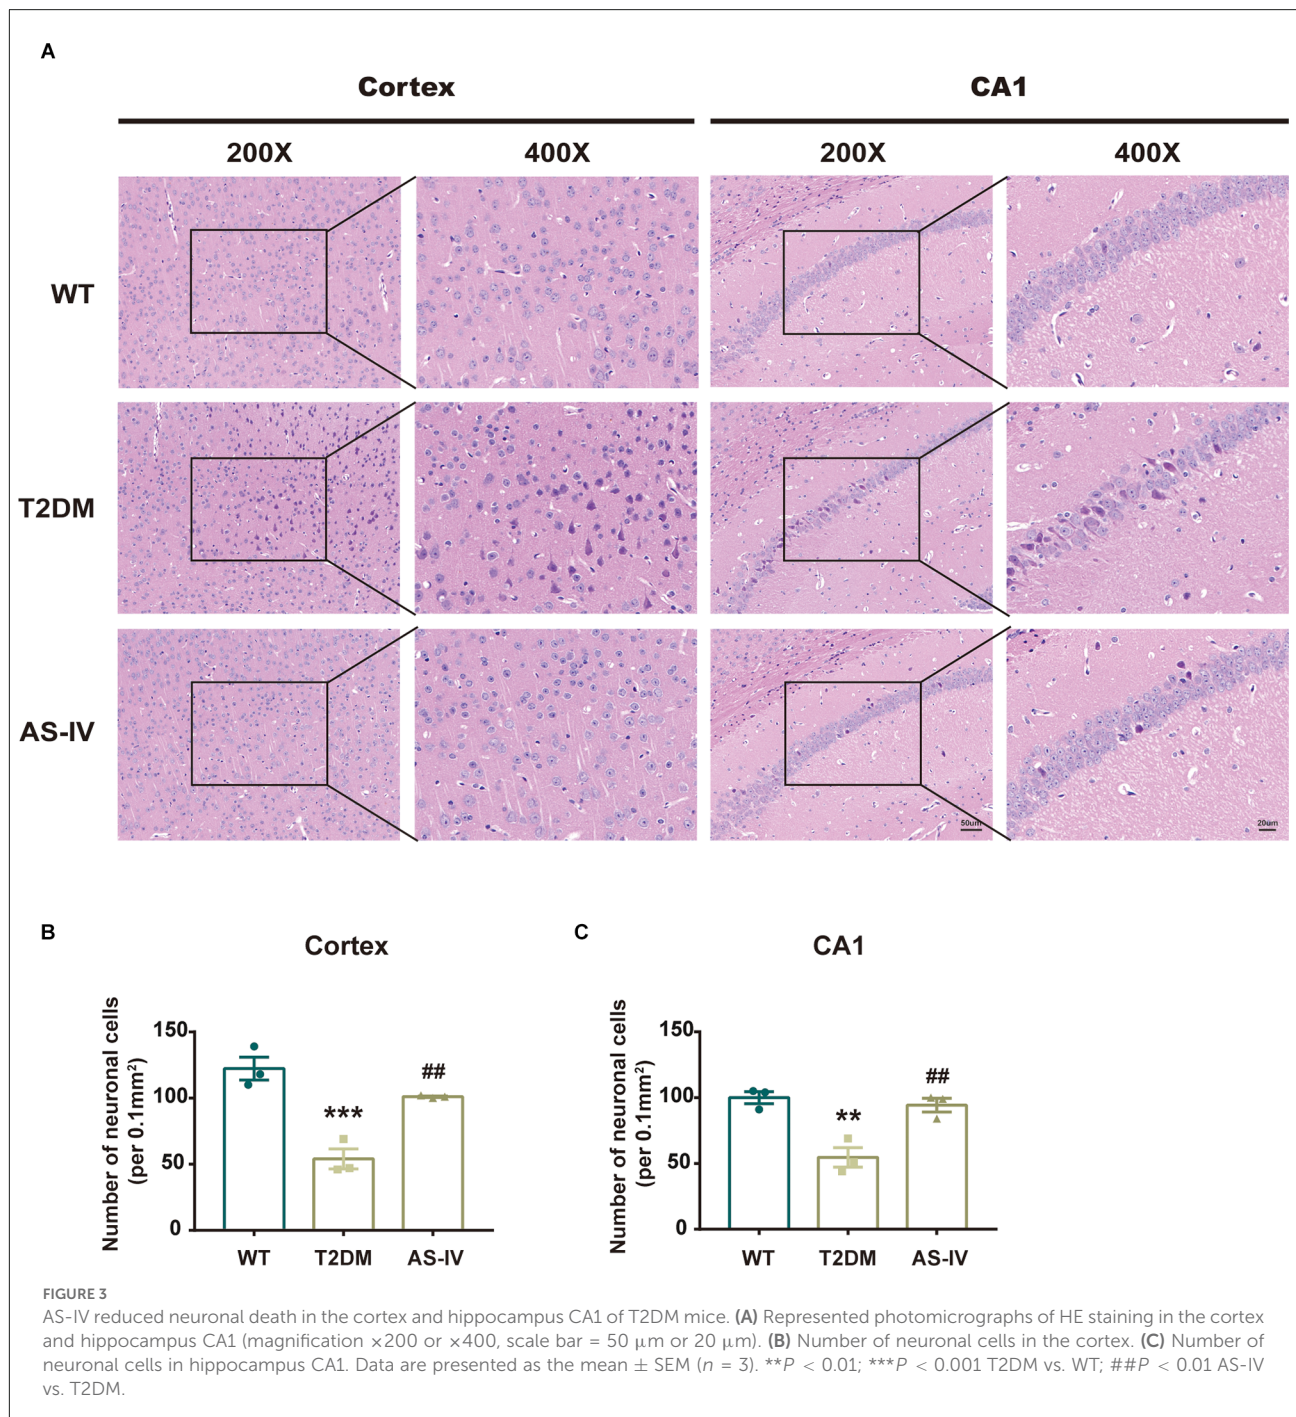 A
Cortex
CA1
200X
400X
200X
400X
WT
T2DM
AS-IV
50um
20um
B
Cortex
Number of neuronal cells
(per 0.1mm²)
150
100
50
0
***
##
WT
T2DM
AS-IV
C
CA1
Number of neuronal cells
(per 0.1mm²)
150
100
50
0
**
##
WT
T2DM
AS-IV
FIGURE 3
AS-IV reduced neuronal death in the cortex and hippocampus CA1 of T2DM mice. (A) Represented photomicrographs of HE staining in the cortex
and hippocampus CA1 (magnification ×200 or ×400, scale bar = 50 μm or 20 μm). (B) Number of neuronal cells in the cortex. (C) Number of
neuronal cells in hippocampus CA1. Data are presented as the mean ± SEM (n = 3). **P < 0.01; ***P < 0.001 T2DM vs. WT; ##P < 0.01 AS-IV
vs. T2DM.